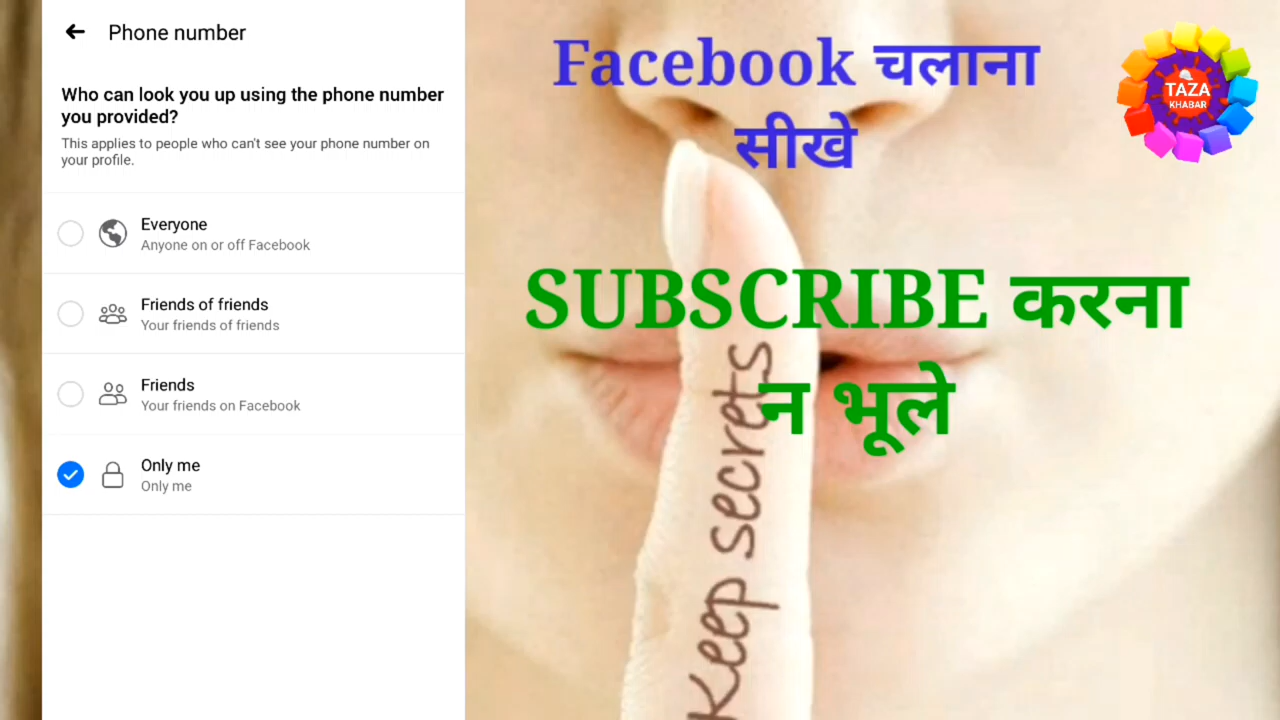 Phone number
Who can look you up using the phone number
you provided?
This applies to people who can't see your phone number on
your profile.
Everyone
Anyone on or off Facebook
Friends of friends
Your friends of friends
Friends
Your friends on Facebook
Only me
Only me
Facebook चलाना
सीखे
TAZA
KHABAR
SUBSCRIBE करना
न भूले
Keep secrets